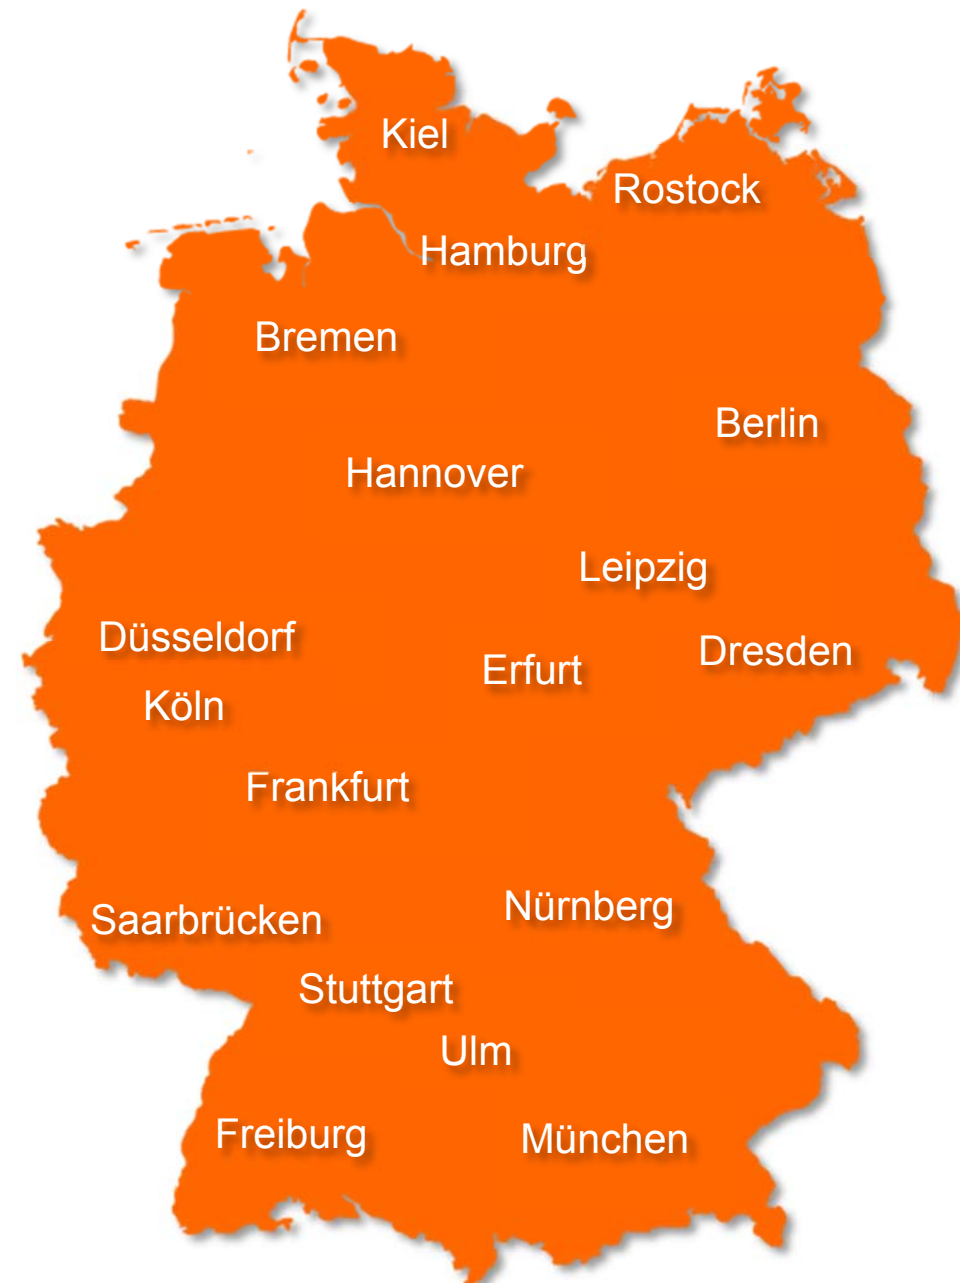 Kiel
Rostock
Hamburg
Bremen
Berlin
Hannover
Leipzig
Düsseldorf
Dresden
Erfurt
Köln
Frankfurt
Nürnberg
Saarbrücken
Stuttgart
Ulm
Freiburg
München